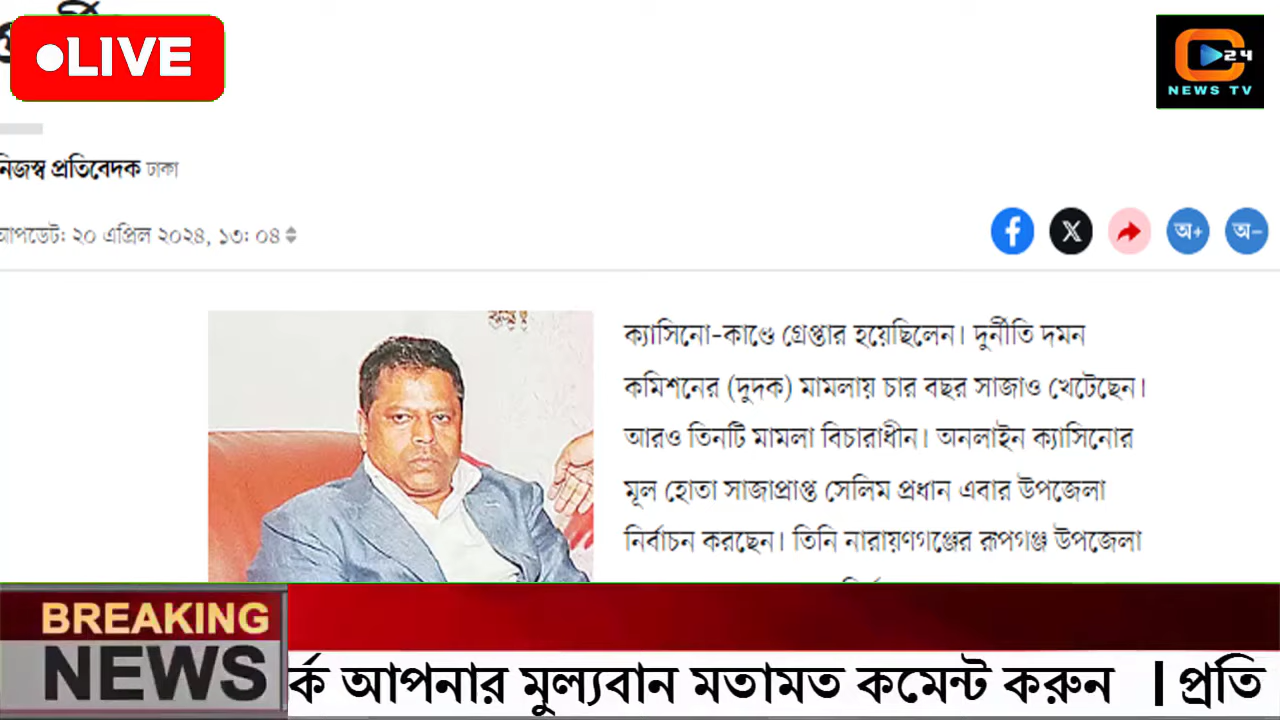 LIVE
24
NEWS TV
নিজস্ব প্রতিবেদক ঢাকা
আপডেট: ২০ এপ্রিল ২০২৪, ১৩: ০৪
অ+ অ-
ক্যাসিনো-কাণ্ডে গ্রেপ্তার হয়েছিলেন। দুর্নীতি দমন
কমিশনের (দুদক) মামলায় চার বছর সাজাও খেটেছেন।
আরও তিনটি মামলা বিচারাধীন। অনলাইন ক্যাসিনোর
মূল হোতা সাজাপ্রাপ্ত সেলিম প্রধান এবার উপজেলা
নির্বাচন করছেন। তিনি নারায়ণগঞ্জের রূপগঞ্জ উপজেলা
BREAKING
NEWS
র্ক আপনার মুল্যবান মতামত কমেন্ট করুন । প্রতি